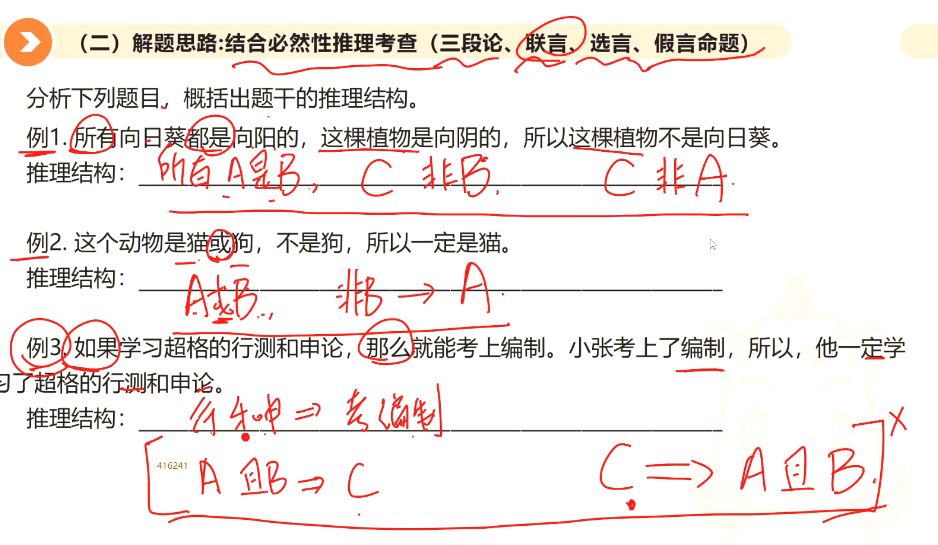 （二）解题思路:结合必然性推理考查（三段论、联言、选言、假言命题）
分析下列题目，概括出题干的推理结构。
例1. 所有向日葵都是向阳的，这棵植物是向阴的，所以这棵植物不是向日葵。
推理结构：所有A是B， C非B. C非A.
例2. 这个动物是猫或狗，不是狗，所以一定是猫。
推理结构：A或B.， 非B→A.
例3. 如果学习超格的行测和申论，那么就能考上编制。小张考上了编制，所以，他一定学
习了超格的行测和申论。
推理结构：行和申⇒考编制
416241 A且B⇒C C⇒A且B. X